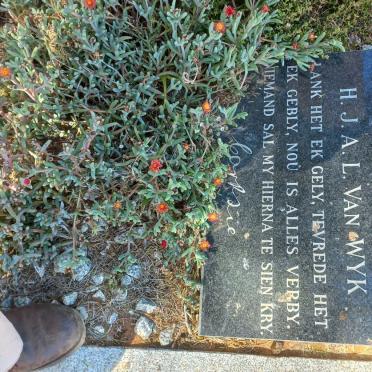 H. J. A. L. VAN WYK
ANK HET EK GELY, TEVREDE HET
EK GEBLY, NOU IS ALLES VERBY,
IEMAND SAL MY HIERNA TE SIEN KRY.